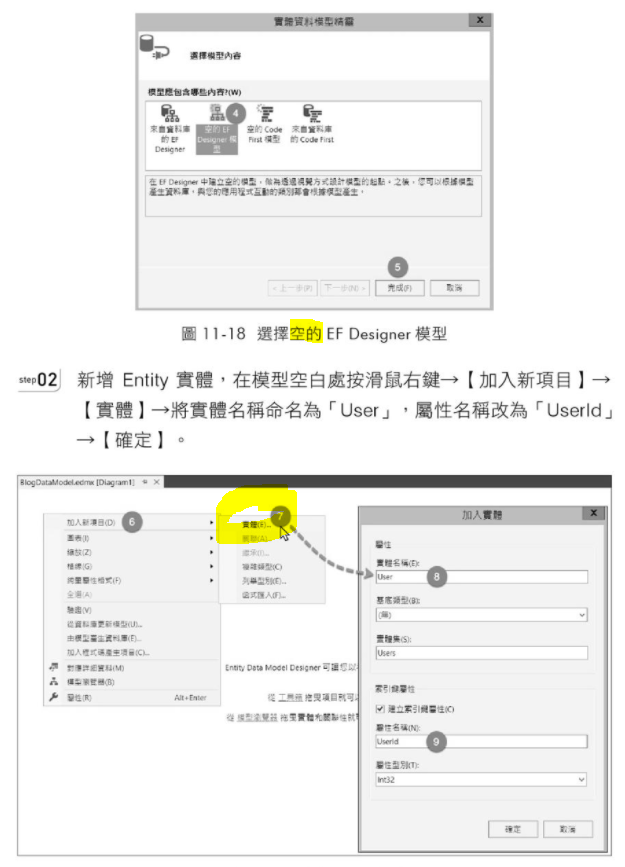 實體資料模型精靈
x
選擇模型內容
模型應包含哪些內容?(W)
4
來自資料庫的 EF Designer
空的 EF Designer 模型
空的 Code First 模型
來自資料庫的 Code First
在 EF Designer 中建立空的模型，做為透過視覺方式設計模型的起點。之後，您可以根據模型
產生資料庫。與您的應用程式互動的類別都會根據模型產生。
5
< 上一步(P)
下一步(N) >
完成(F)
取消
圖 11-18 選擇空的 EF Designer 模型
step02 新增 Entity 實體，在模型空白處按滑鼠右鍵→【加入新項目】→
【實體】→將實體名稱命名為「User」，屬性名稱改為「UserId」
→【確定】。
BlogDataModel.edmx [Diagram1]
加入新項目(D) 6
圖表(I)
縮放(Z)
格線(G)
純量屬性格式(F)
全選(A)
驗證(V)
從資料庫更新模型(U)...
由模型產生資料庫(E)...
加入程式碼產生項目(C)...
對應詳細資料(M)
模型瀏覽器(B)
屬性(R) Alt+Enter
實體(E)... 7
關聯(A)...
繼承(I)...
複雜類型(C)
列舉型別(E)...
函式匯入(F)...
Entity Data Model Designer 可讓您以
從 工具箱 拖曳項目就可
從 模型瀏覽器 拖曳實體和關聯性就
加入實體
x
屬性
實體名稱(E):
User 8
基底類型(B):
(無)
實體集(S):
Users
索引鍵屬性
建立索引鍵屬性(C)
屬性名稱(N):
UserId 9
屬性型別(T):
Int32
確定
取消